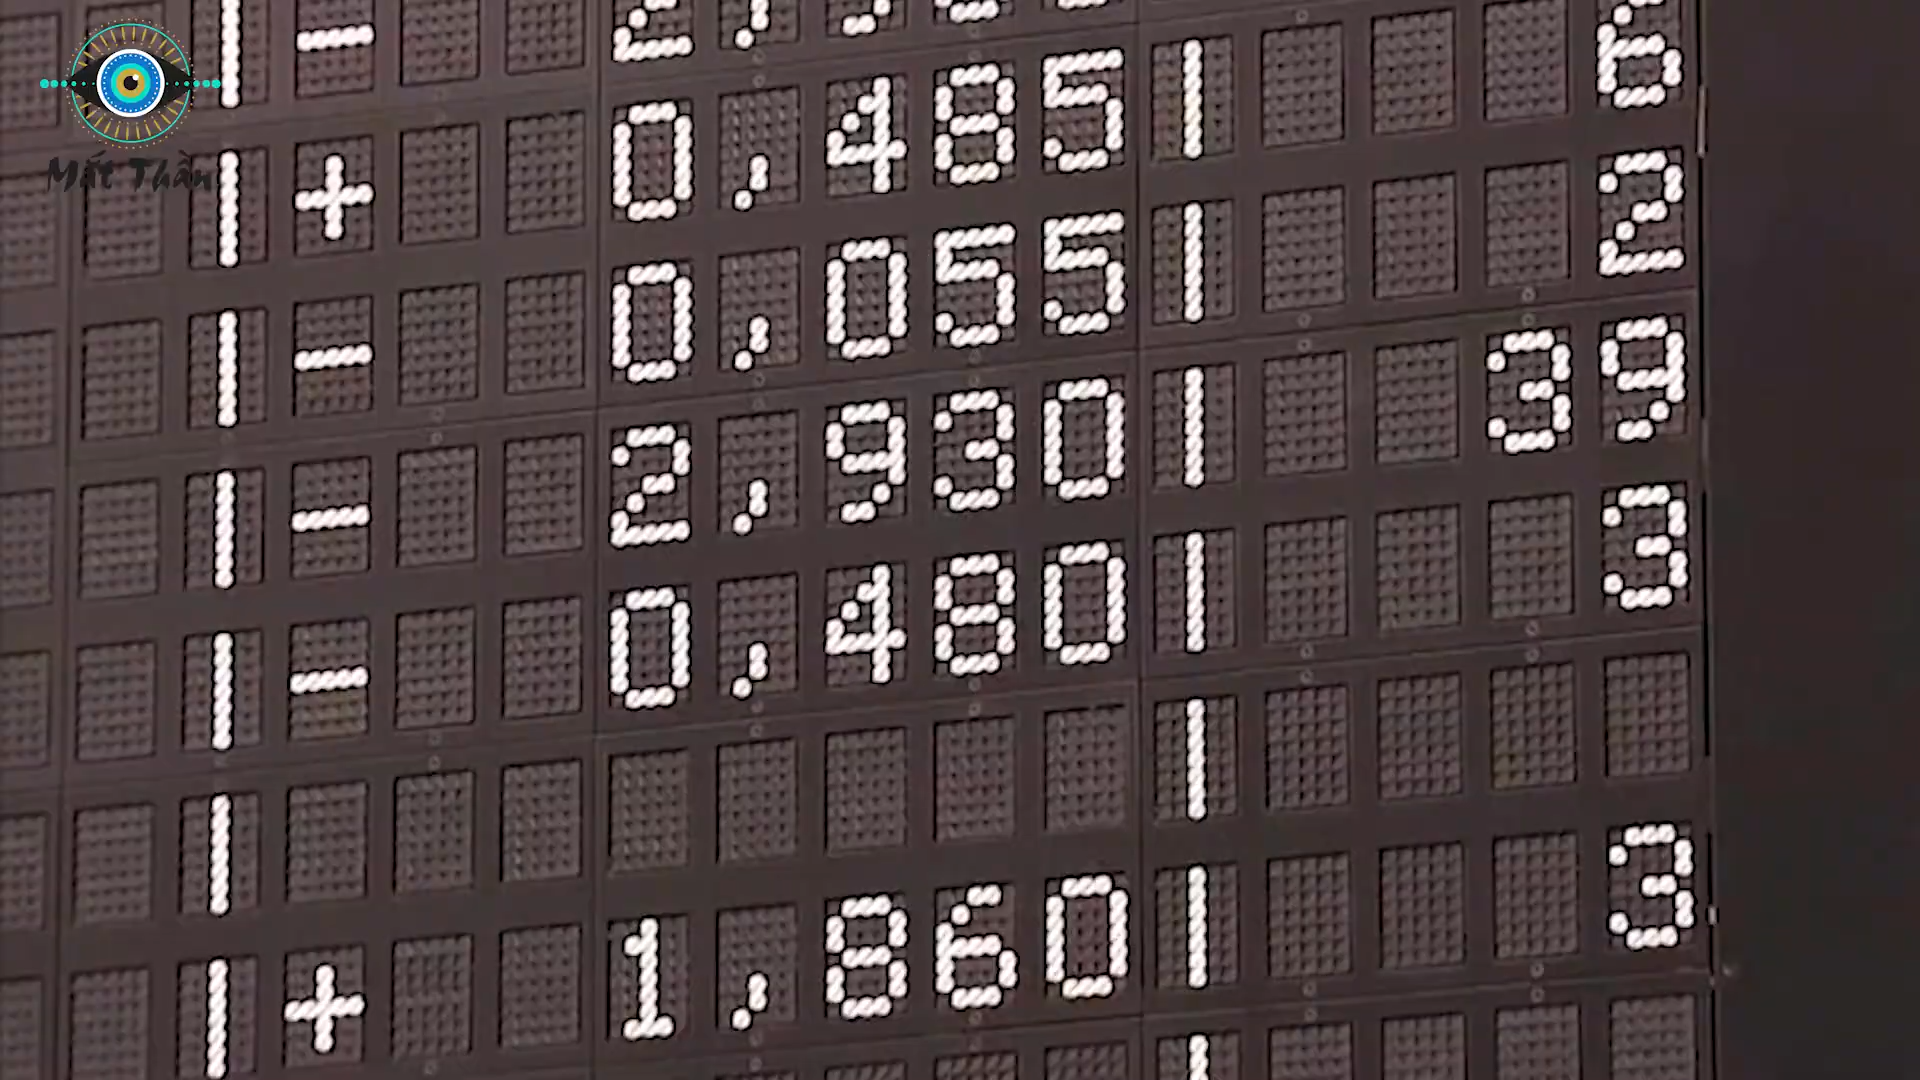 Mắt Thần
| + 0,485 | 6
| - 0,055 | 2
| - 2,930 | 39
| - 0,480 | 3
| |
| + 1,860 | 3